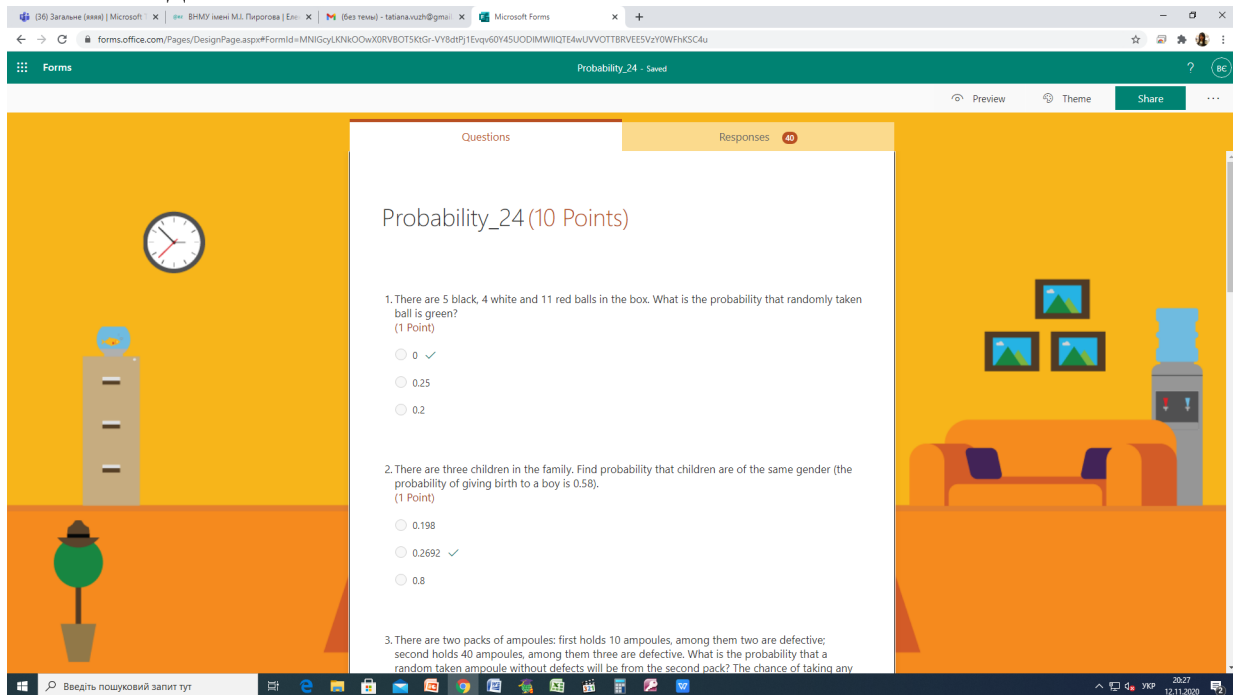 (36) Загальне (яяяя) | Microsoft T
ВНМУ імені М.І. Пирогова | Елек
(без темы) - tatiana.vuzh@gmail
Microsoft Forms
forms.office.com/Pages/DesignPage.aspx#FormId=
Forms
Probability_24 - Saved
?
ВЄ
Preview
Theme
Share
Questions
Responses 40
Probability_24 (10 Points)
1. There are 5 black, 4 white and 11 red balls in the box. What is the probability that randomly taken
ball is green?
(1 Point)
0
0.25
0.2
2. There are three children in the family. Find probability that children are of the same gender (the
probability of giving birth to a boy is 0.58).
(1 Point)
0.198
0.2692
0.8
3. There are two packs of ampoules: first holds 10 ampoules, among them two are defective;
second holds 40 ampoules, among them three are defective. What is the probability that a
random taken ampoule without defects will be from the second pack? The chance of taking any
Введіть пошуковий запит тут
УКР
20:27
12.11.2020